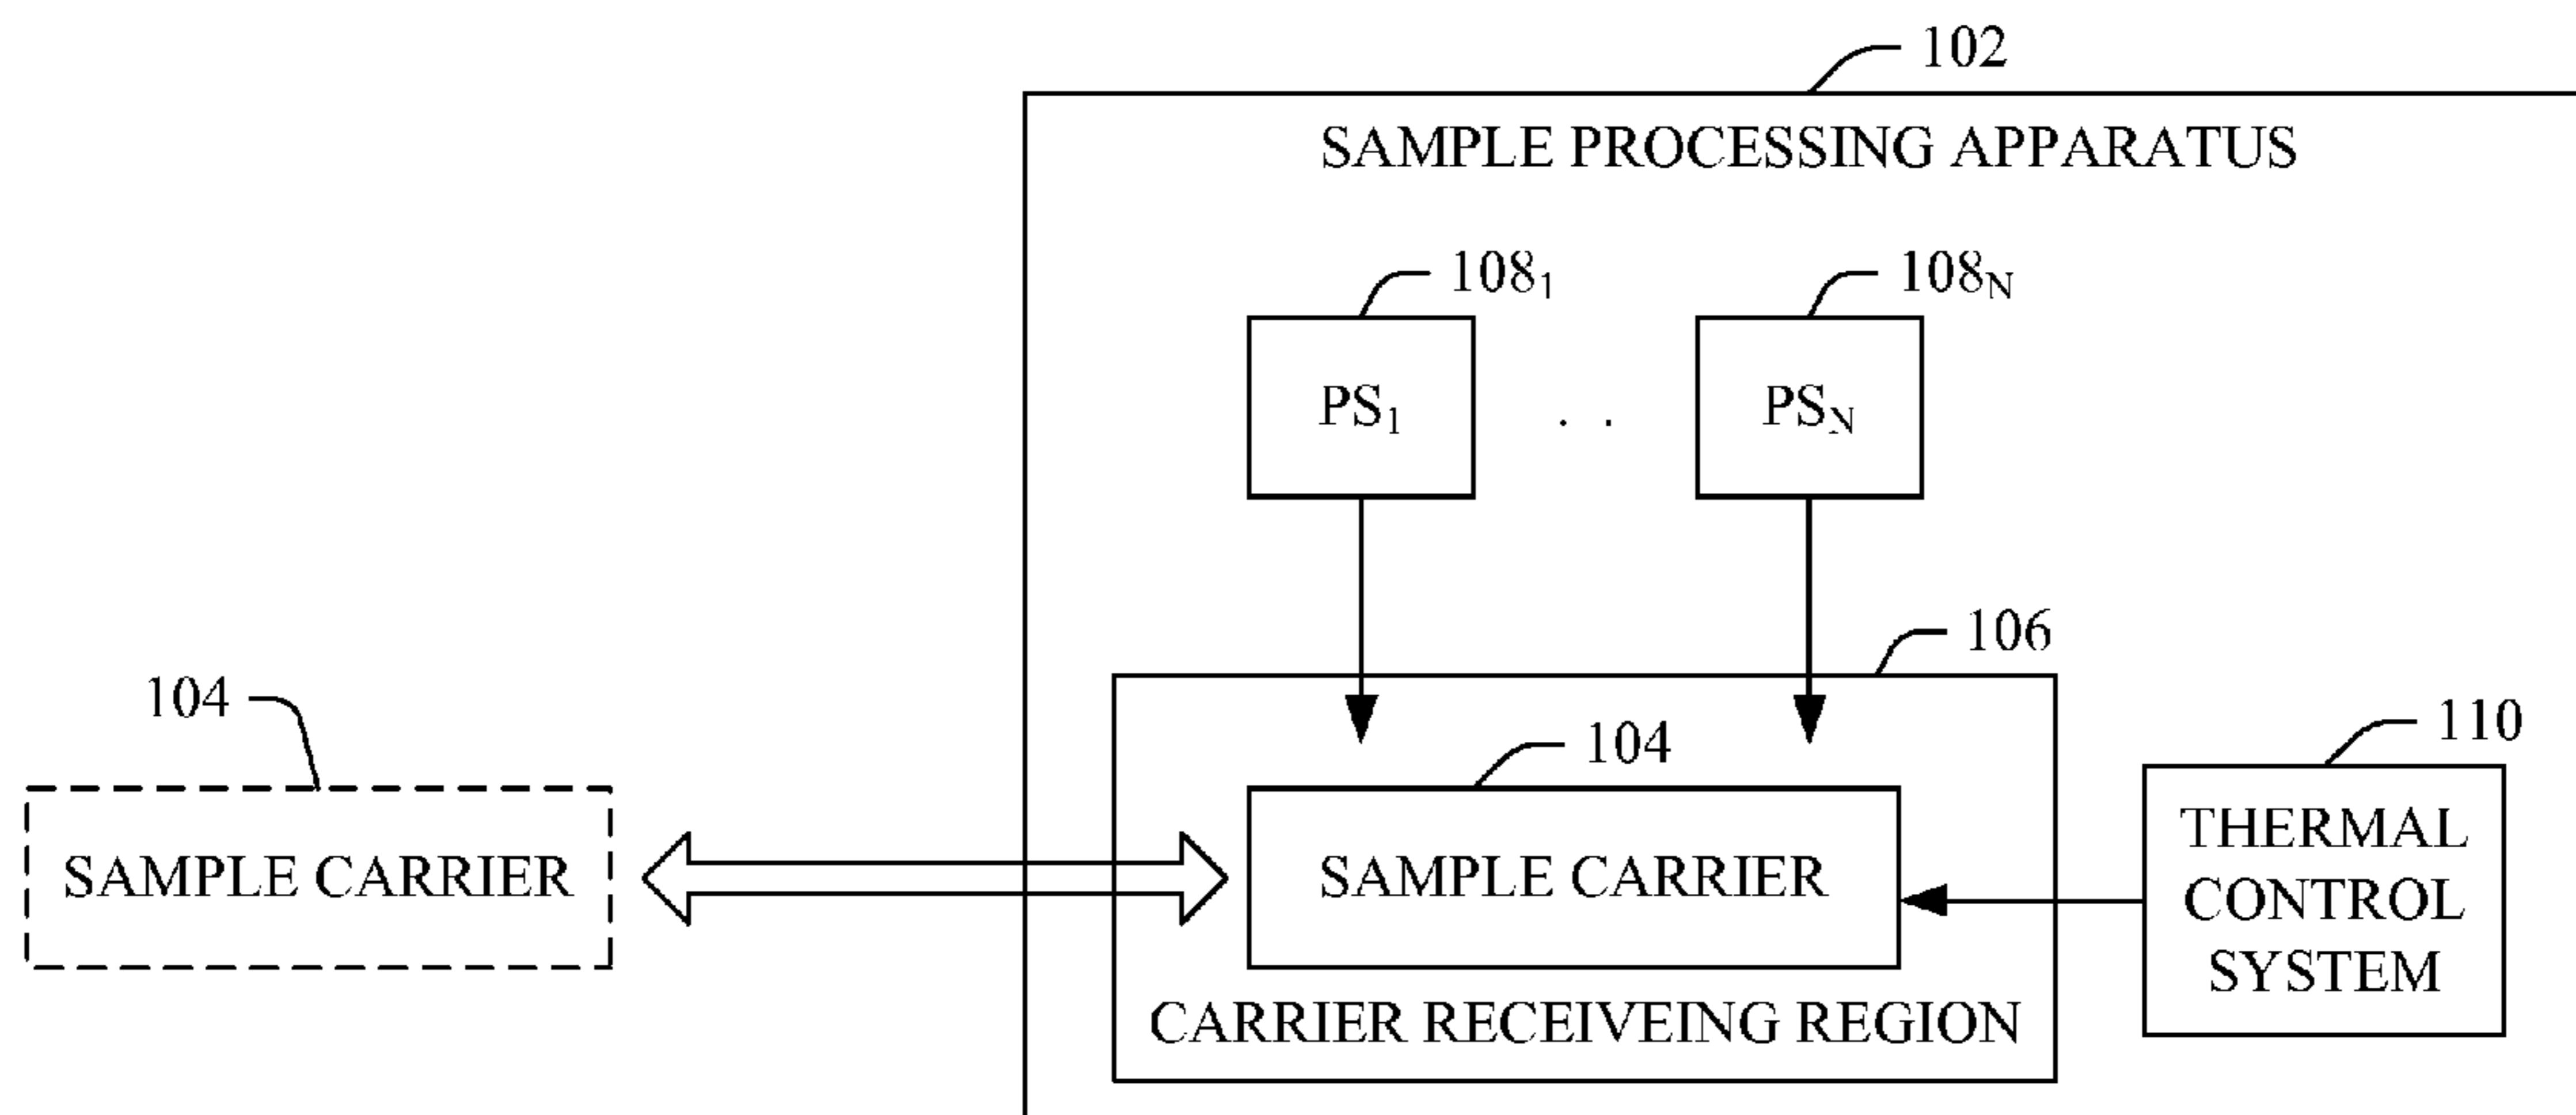 102
SAMPLE PROCESSING APPARATUS
108₁
108ₙ
PS₁
. .
PSₙ
106
104
104
110
SAMPLE CARRIER
SAMPLE CARRIER
THERMAL
CONTROL
SYSTEM
CARRIER RECEIVEING REGION